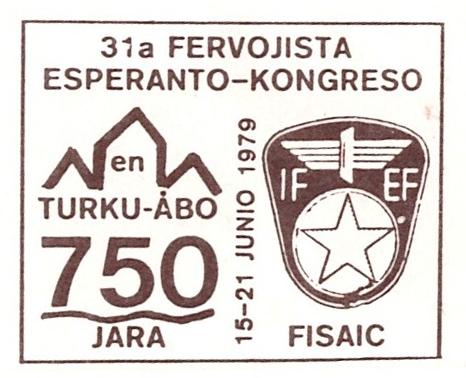 31a FERVOJISTA
ESPERANTO-KONGRESO
en
TURKU-ÅBO
750
JARA
15-21 JUNIO 1979
IF EF
FISAIC